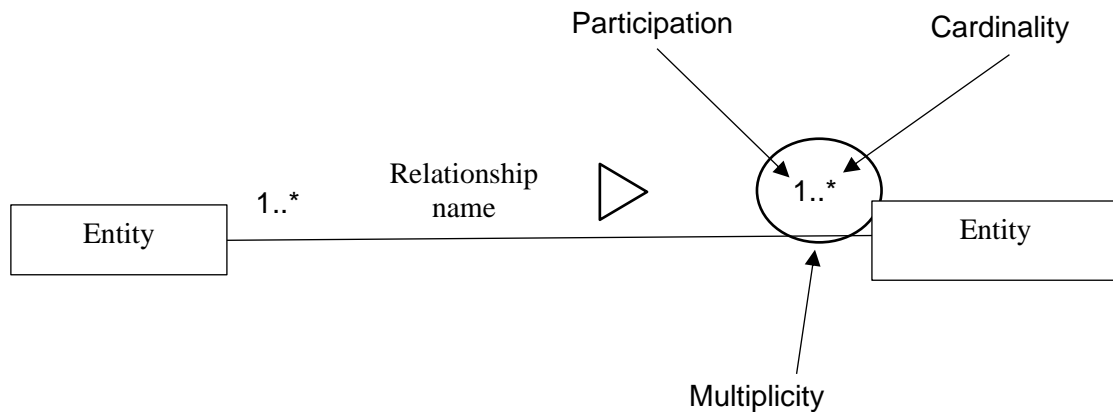 Participation
Cardinality
Relationship
name
1..*
1..*
Entity
Entity
Multiplicity